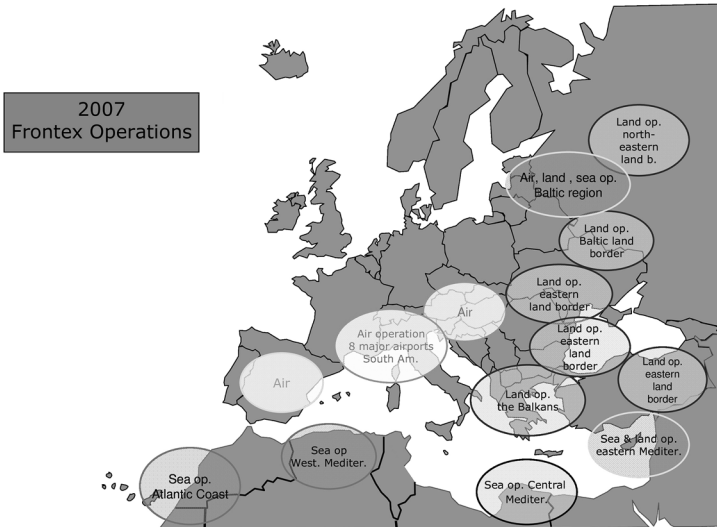 2007
Frontex Operations
Land op.
north-
eastern
land b.
Air, land , sea op.
Baltic region
Land op.
Baltic land
border
Land op.
eastern
land border
Air
Air operation
8 major airports
South Am.
Land op.
eastern
land
border
Air
Land op.
eastern
land
border
Land op.
the Balkans
Sea & land op.
eastern Mediter.
Sea op
West. Mediter.
Sea op.
Atlantic Coast
Sea op. Central
Mediter.